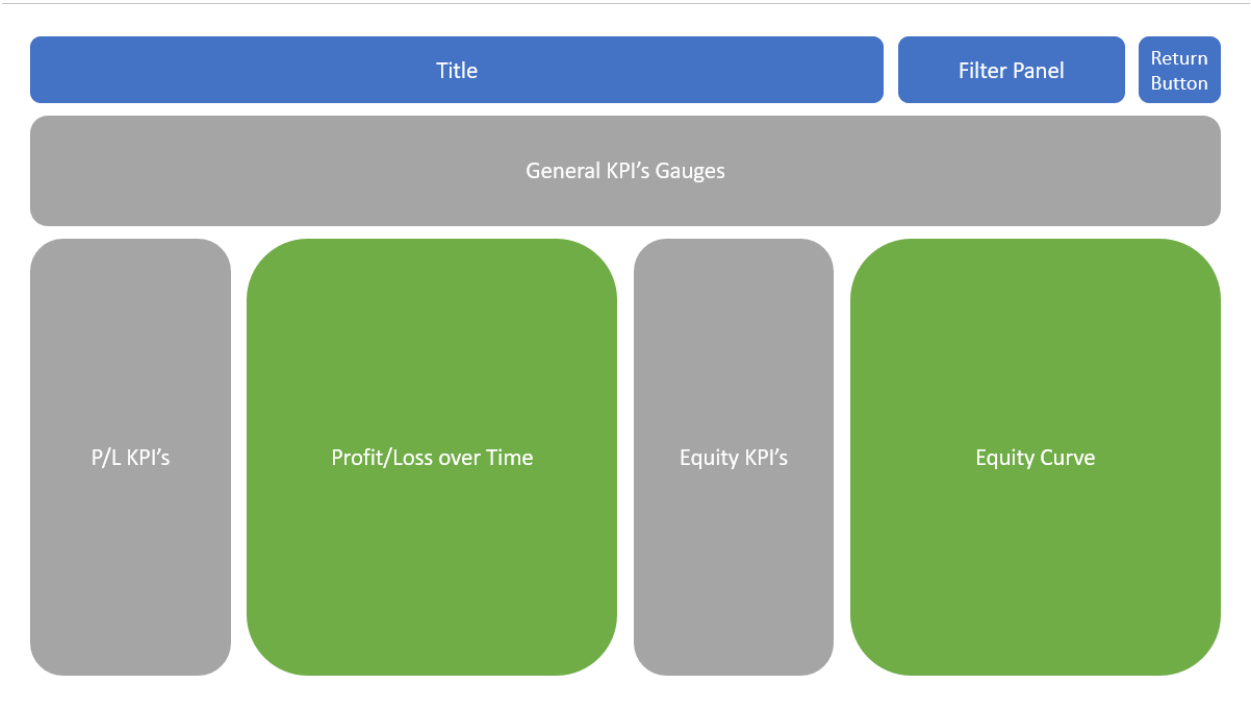 Title
Filter Panel
Return
Button
General KPI’s Gauges
P/L KPI’s
Profit/Loss over Time
Equity KPI’s
Equity Curve